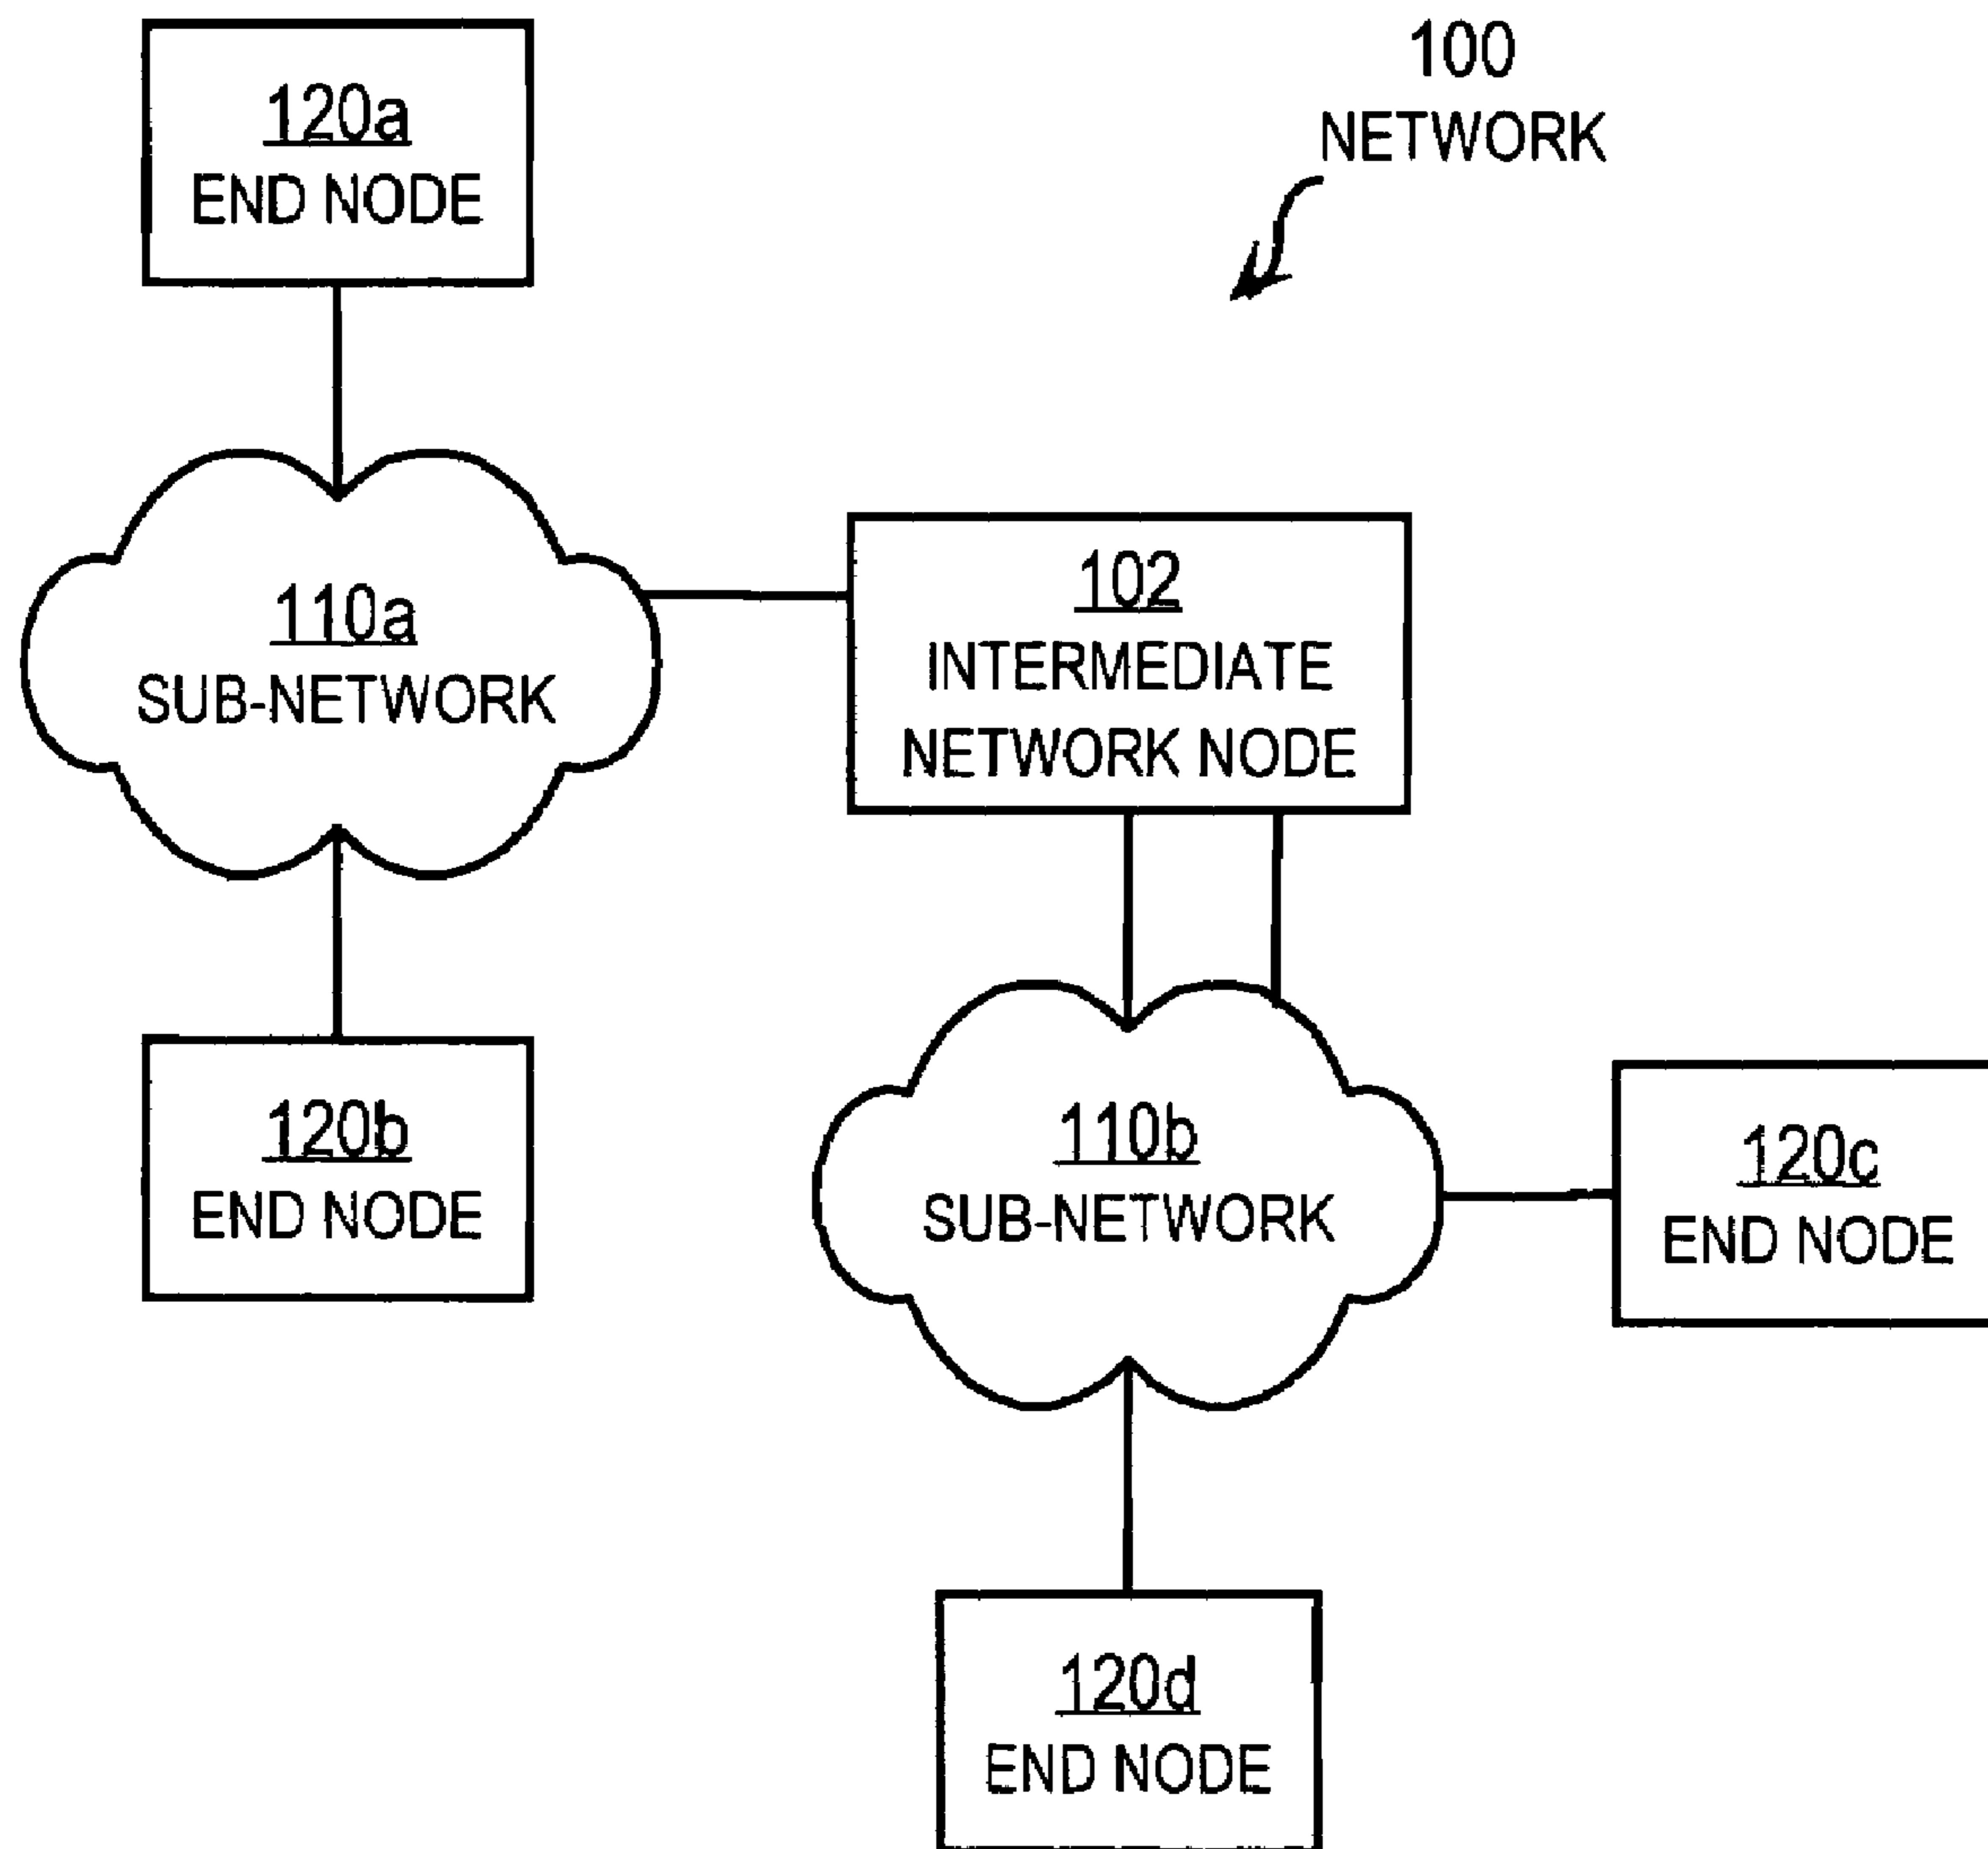 120a
END NODE
100
NETWORK
110a
SUB-NETWORK
102
INTERMEDIATE
NETWORK NODE
120b
END NODE
110b
SUB-NETWORK
120c
END NODE
120d
END NODE